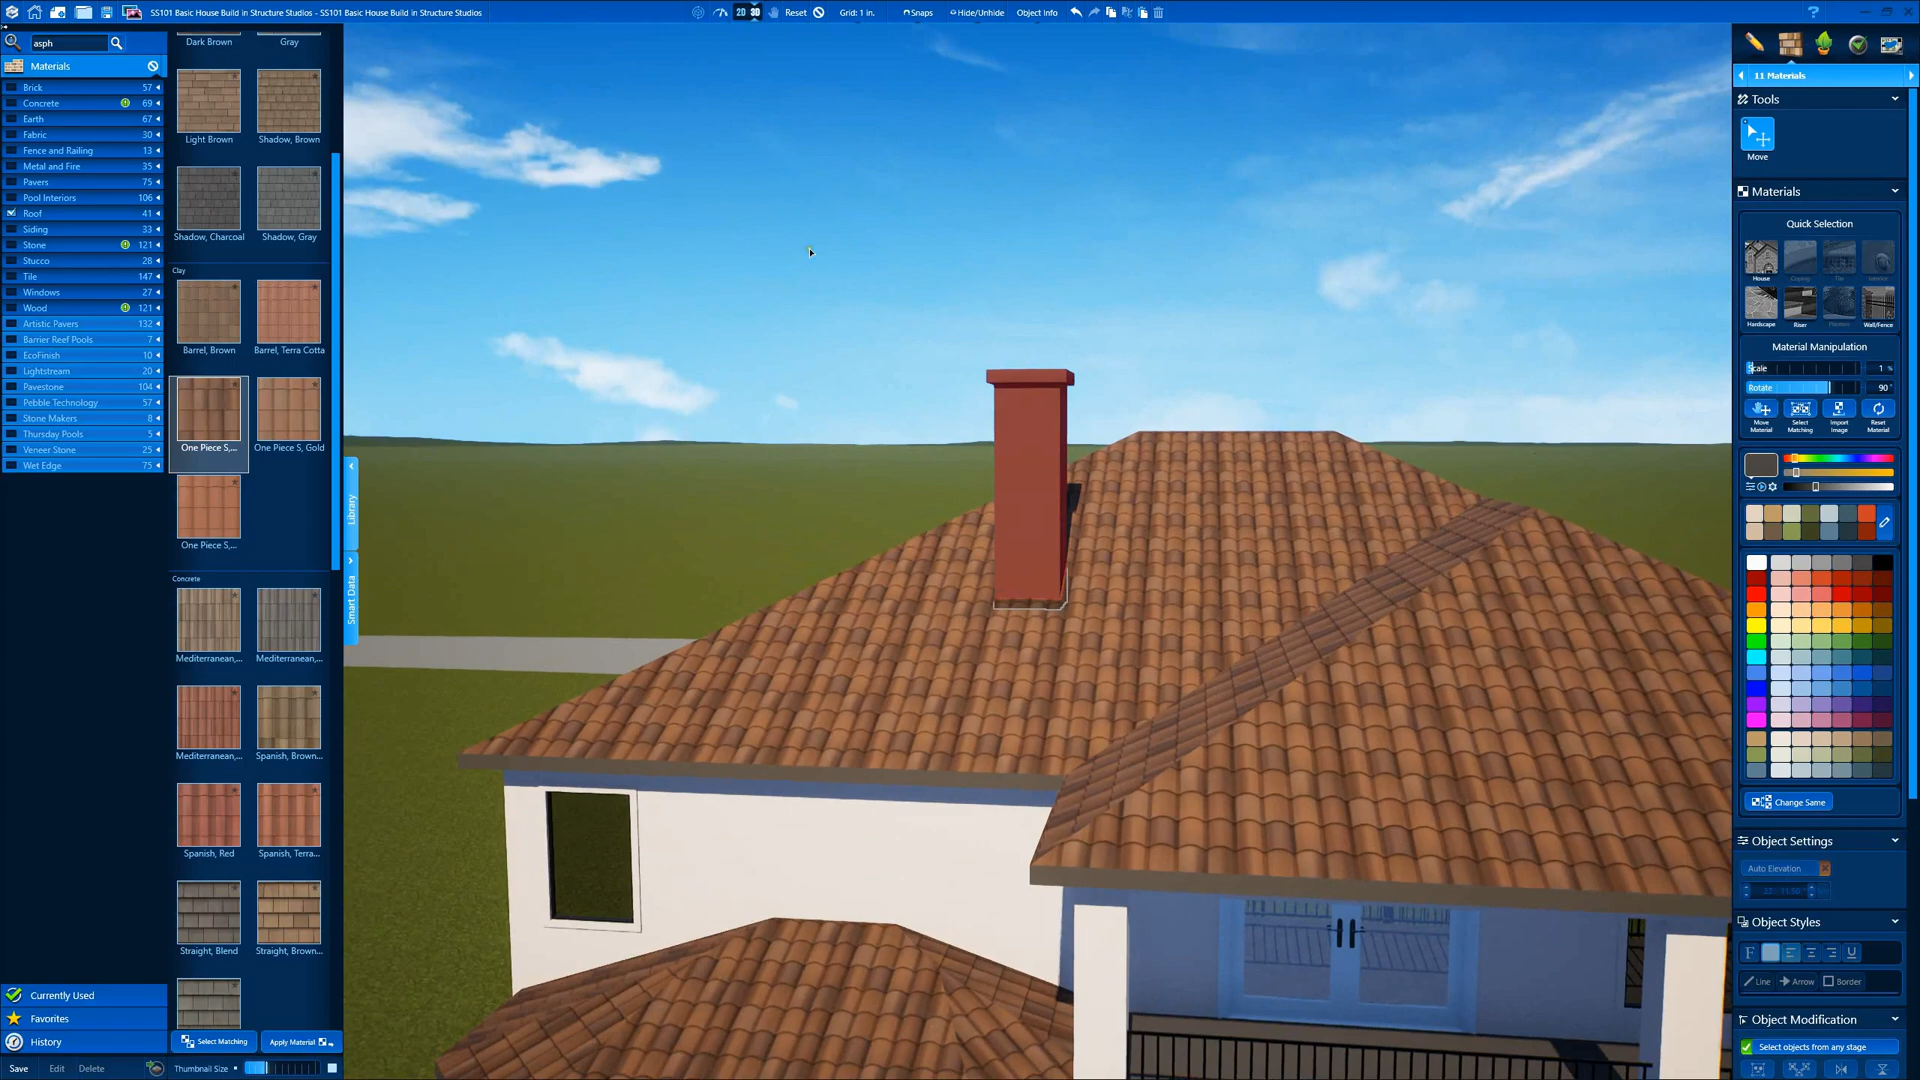 SS101 Basic House Build in Structure Studios - SS101 Basic House Build in Structure Studios
2D 3D
Reset
Grid: 1 in.
Snaps
Hide/Unhide
Object Info
?
asph
Materials
Brick 57
Concrete 69
Earth 67
Fabric 30
Fence and Railing 13
Metal and Fire 35
Pavers 75
Pool Interiors 106
Roof 41
Siding 33
Stone 121
Stucco 28
Tile 147
Windows 27
Wood 121
Artistic Pavers 132
Barrier Reef Pools 7
EcoFinish 10
Lightstream 20
Pavestone 104
Pebble Technology 57
Stone Makers 8
Thursday Pools 5
Veneer Stone 25
Wet Edge 75
Currently Used
Favorites
History
Save Edit Delete
Dark Brown
Gray
Light Brown
Shadow, Brown
Shadow, Charcoal
Shadow, Gray
Clay
Barrel, Brown
Barrel, Terra Cotta
One Piece S,...
One Piece S, Gold
One Piece S,...
Concrete
Mediterranean,...
Mediterranean,...
Mediterranean,...
Spanish, Brown...
Spanish, Red
Spanish, Terra...
Straight, Blend
Straight, Brown...
Select Matching
Apply Material
Thumbnail Size
Library
Smart Data
11 Materials
Tools
Move
Materials
Quick Selection
House
Coping
Tile
Interior
Hardscape
Riser
Planters
Wall/Fence
Material Manipulation
Scale 1 %
Rotate 90°
Move Material
Select Matching
Import Image
Reset Material
Change Same
Object Settings
Auto Elevation
Object Styles
F U
Line
Arrow
Border
Object Modification
Select objects from any stage